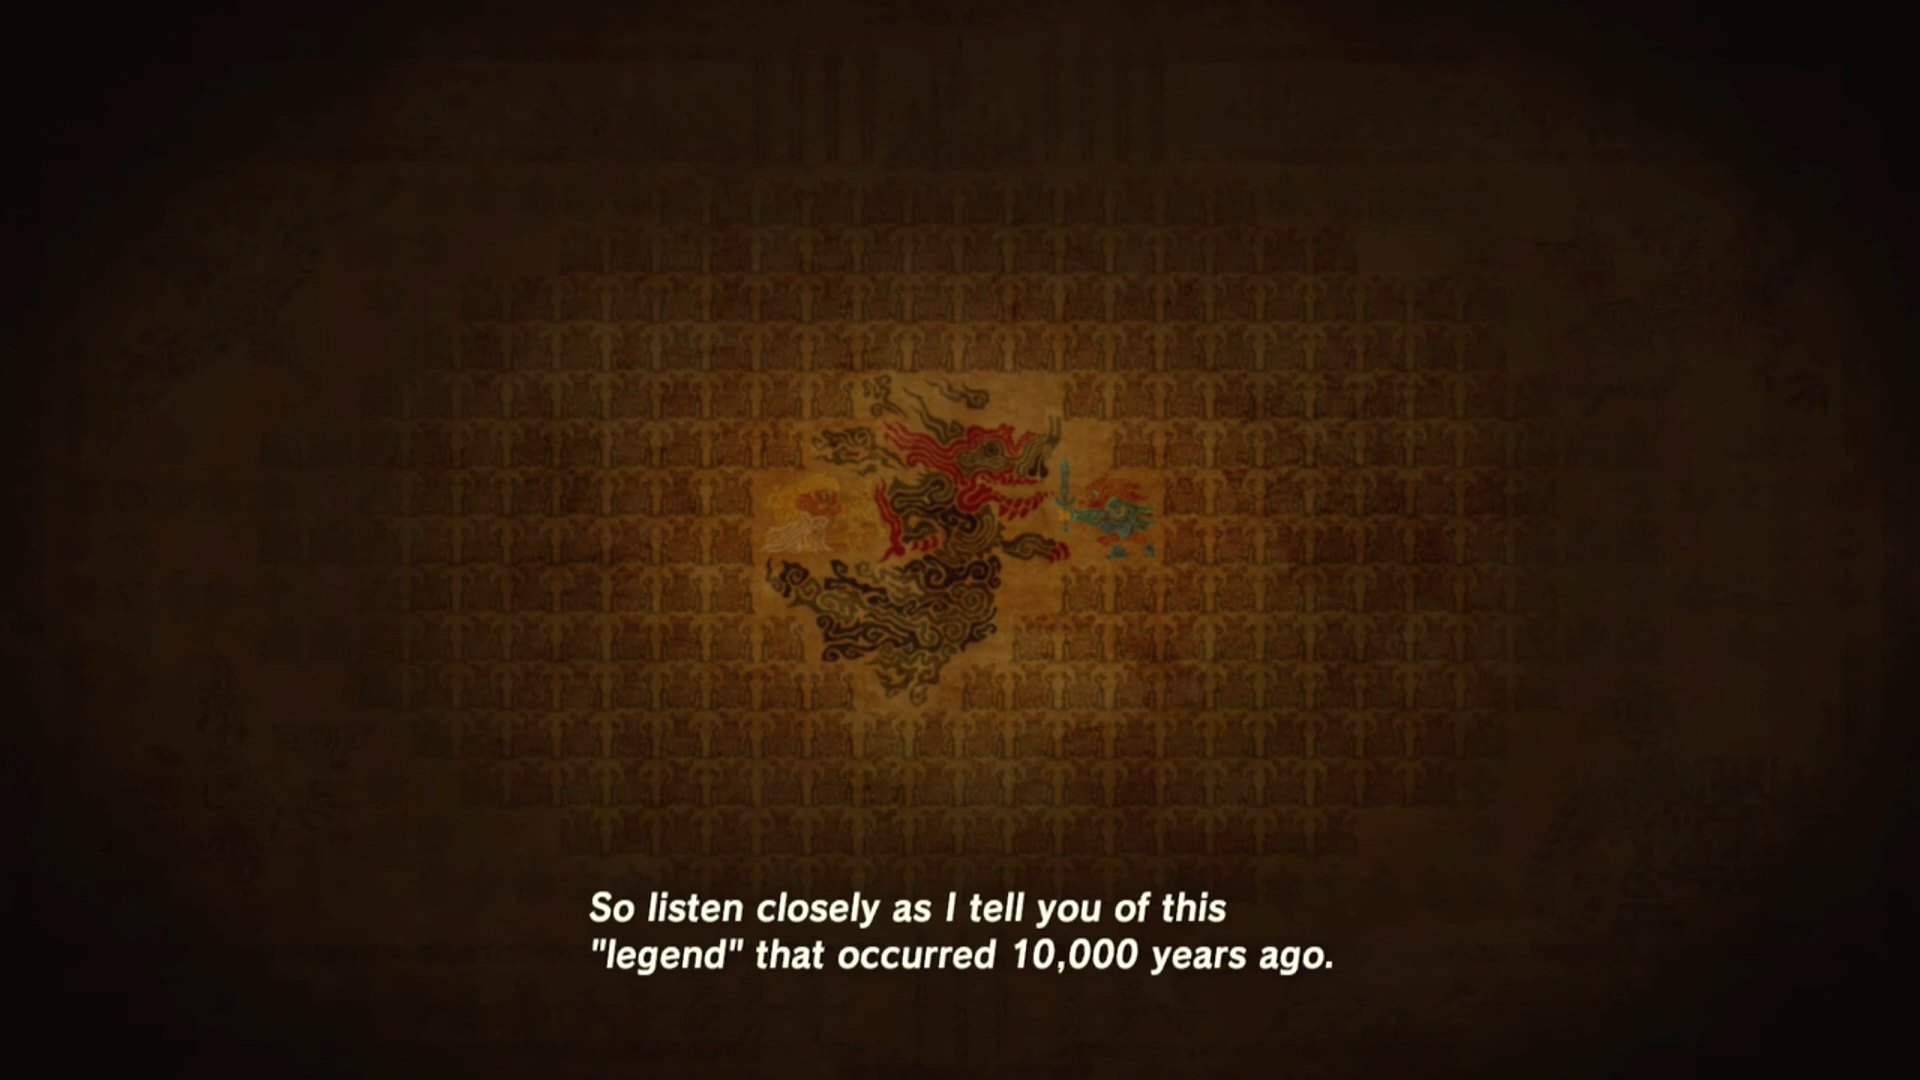 So listen closely as I tell you of this
"legend" that occurred 10,000 years ago.